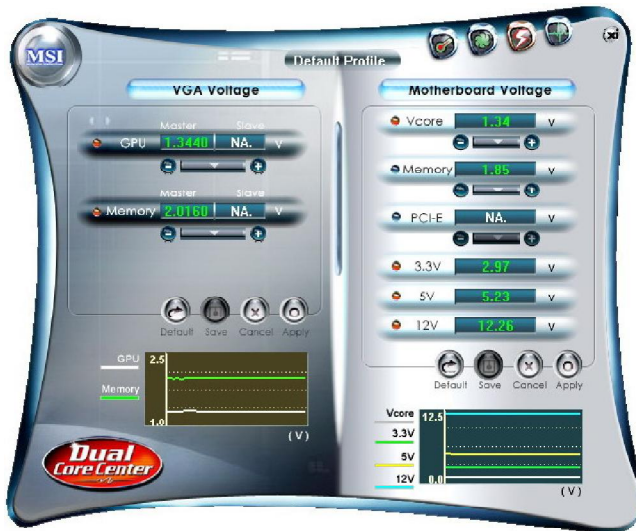 MSI
Default Profile
VGA Voltage
Master Slave
GPU 1.3440 NA. V
Master Slave
Memory 2.0160 NA. V
Default Save Cancel Apply
GPU
Memory
2.5
1.0
(V)
Dual
Core Center
Motherboard Voltage
Vcore 1.34 V
Memory 1.85 V
PCI-E NA. V
3.3V 2.97 V
5V 5.23 V
12V 12.26 V
Default Save Cancel Apply
Vcore
3.3V
5V
12V
12.5
0.0
(V)